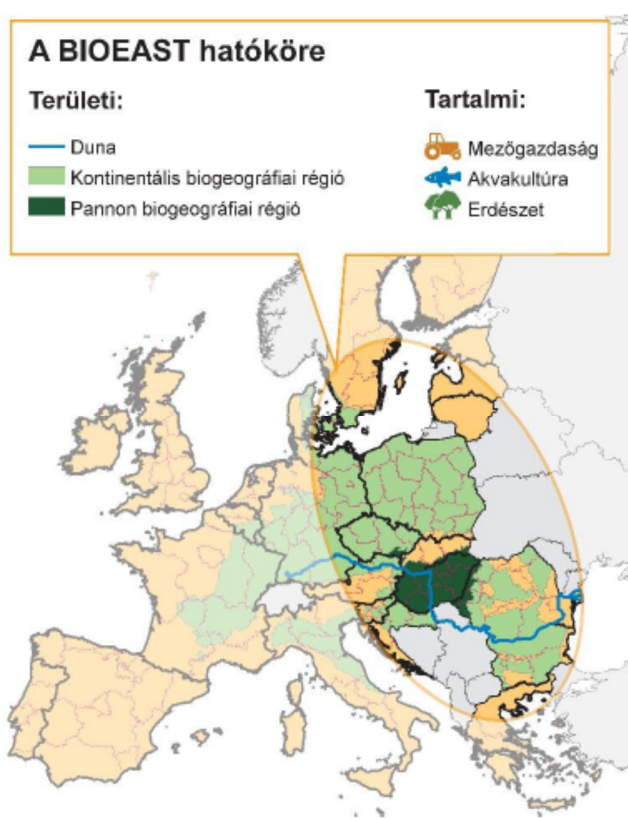 A BIOEAST hatóköre
Területi:
Duna
Kontinentális biogeográfiai régió
Pannon biogeográfiai régió
Tartalmi:
Mezőgazdaság
Akvakultúra
Erdészet